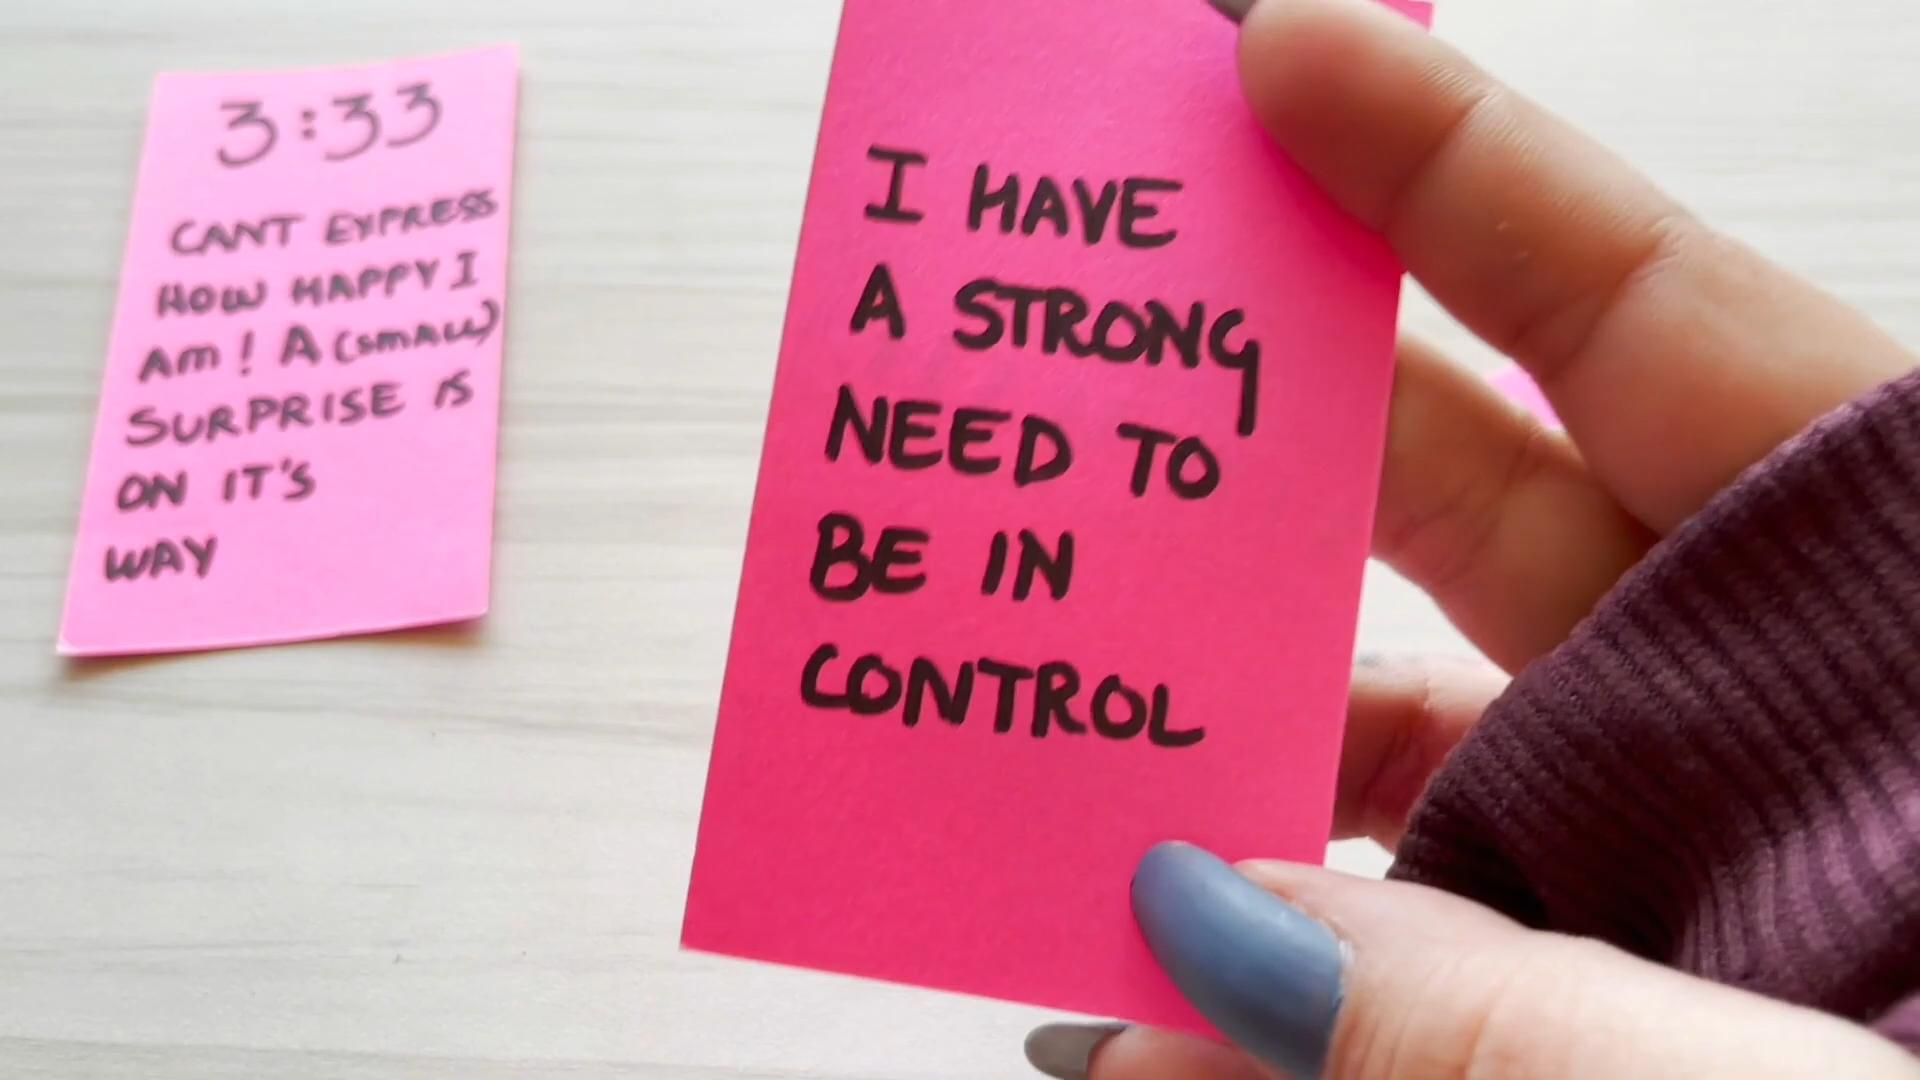 3:33
CANT EXPRESS
HOW HAPPY I
AM! A (SMALL)
SURPRISE IS
ON IT'S
WAY
I HAVE
A STRONG
NEED TO
BE IN
CONTROL